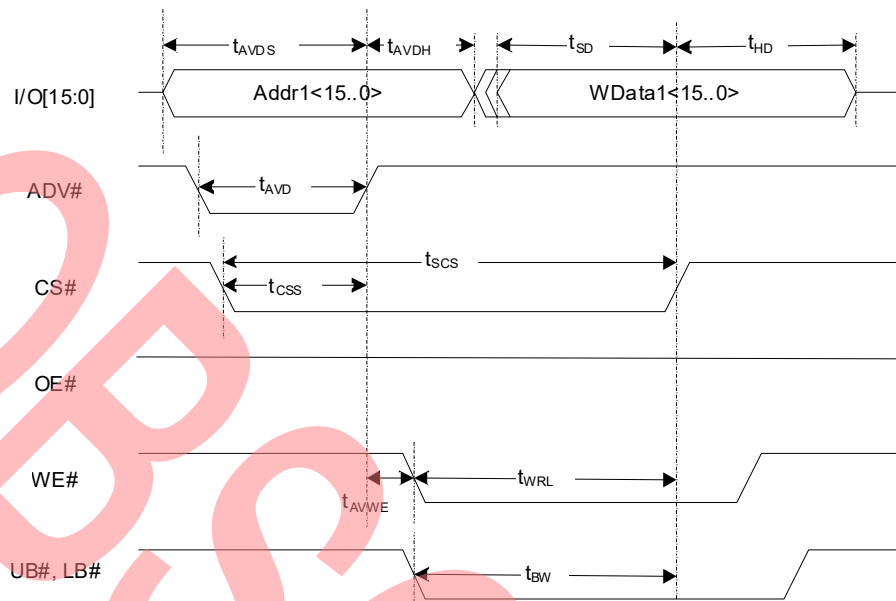 tAVDS tAVDH tSD tHD
I/O[15:0] Addr1<15..0> WData1<15..0>
ADV# tAVD
tSCS
CS# tCSS
OE#
WE# tWRL
tAVWE
UB#, LB# tBW
OBS